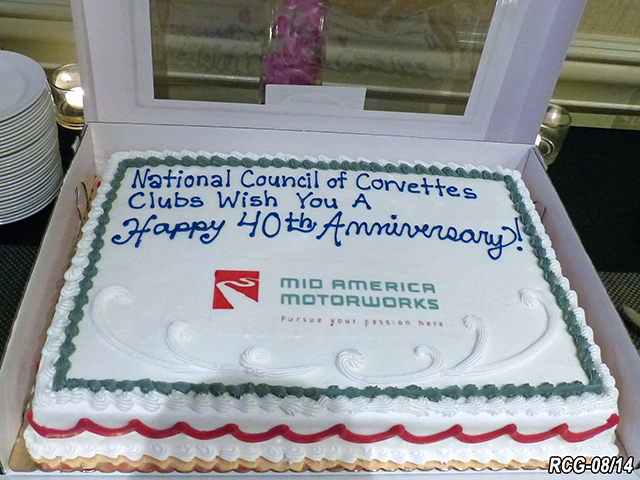 National Council of Corvettes
Clubs Wish You A
Happy 40th Anniversary!
MID AMERICA
MOTORWORKS
Pursue your passion here
RCG-08/14